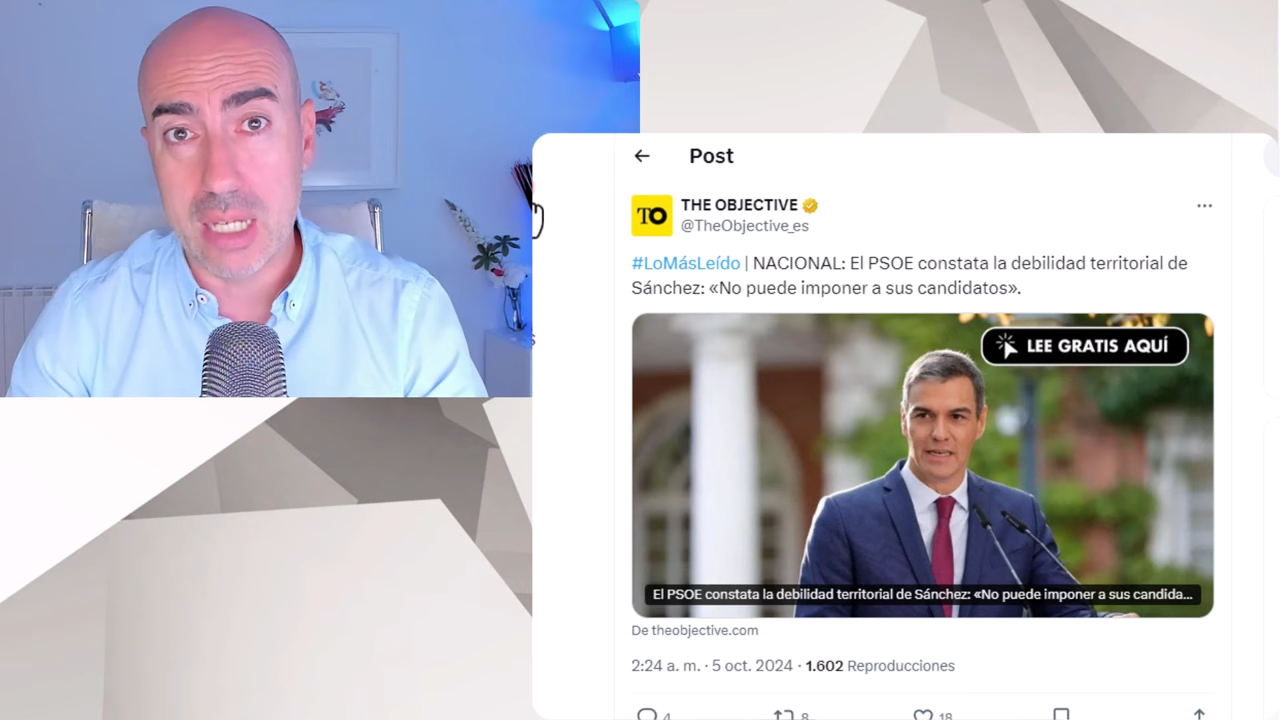 Post
TO
THE OBJECTIVE
@TheObjective_es
#LoMásLeído | NACIONAL: El PSOE constata la debilidad territorial de
Sánchez: «No puede imponer a sus candidatos».
LEE GRATIS AQUÍ
El PSOE constata la debilidad territorial de Sánchez: «No puede imponer a sus candida...
De theobjective.com
2:24 a. m. · 5 oct. 2024 · 1.602 Reproducciones
4 8 18
s